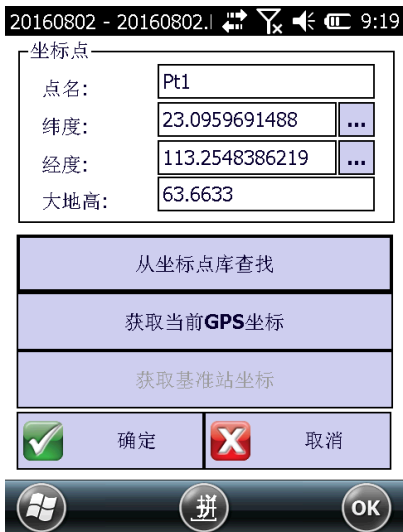 20160802 - 20160802.l 9:19
坐标点
点名: Pt1
纬度: 23.0959691488 ...
经度: 113.2548386219 ...
大地高: 63.6633
从坐标点库查找
获取当前GPS坐标
获取基准站坐标
确定 取消
拼 OK